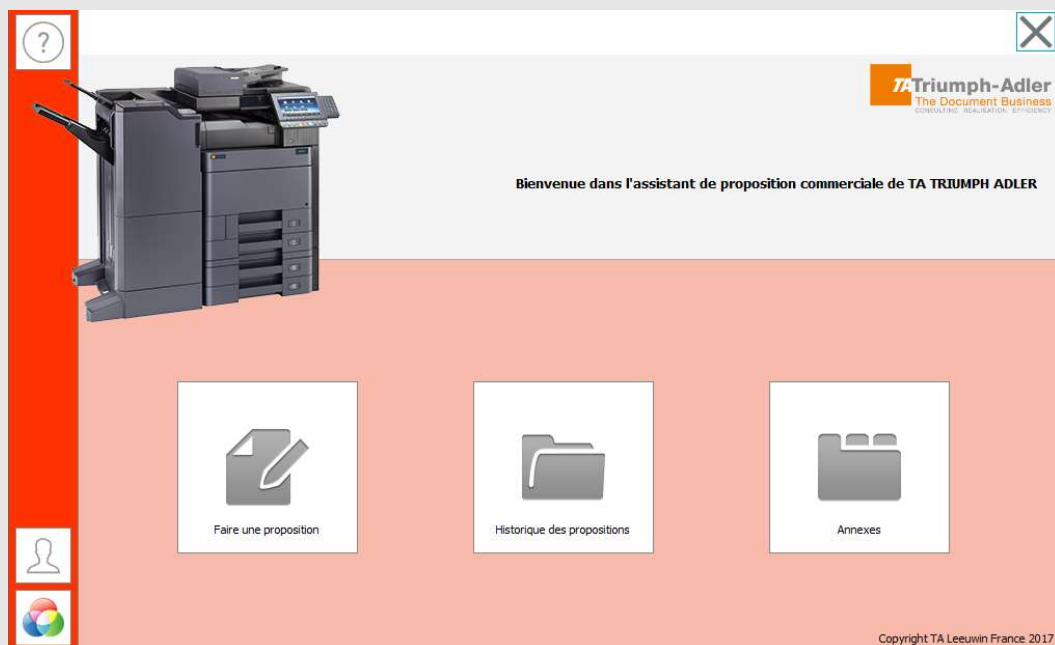 ?
TA Triumph-Adler
The Document Business
CONSULTING REALISATION EFFICIENCY
Bienvenue dans l'assistant de proposition commerciale de TA TRIUMPH ADLER
Faire une proposition
Historique des propositions
Annexes
Copyright TA Leeuwin France 2017